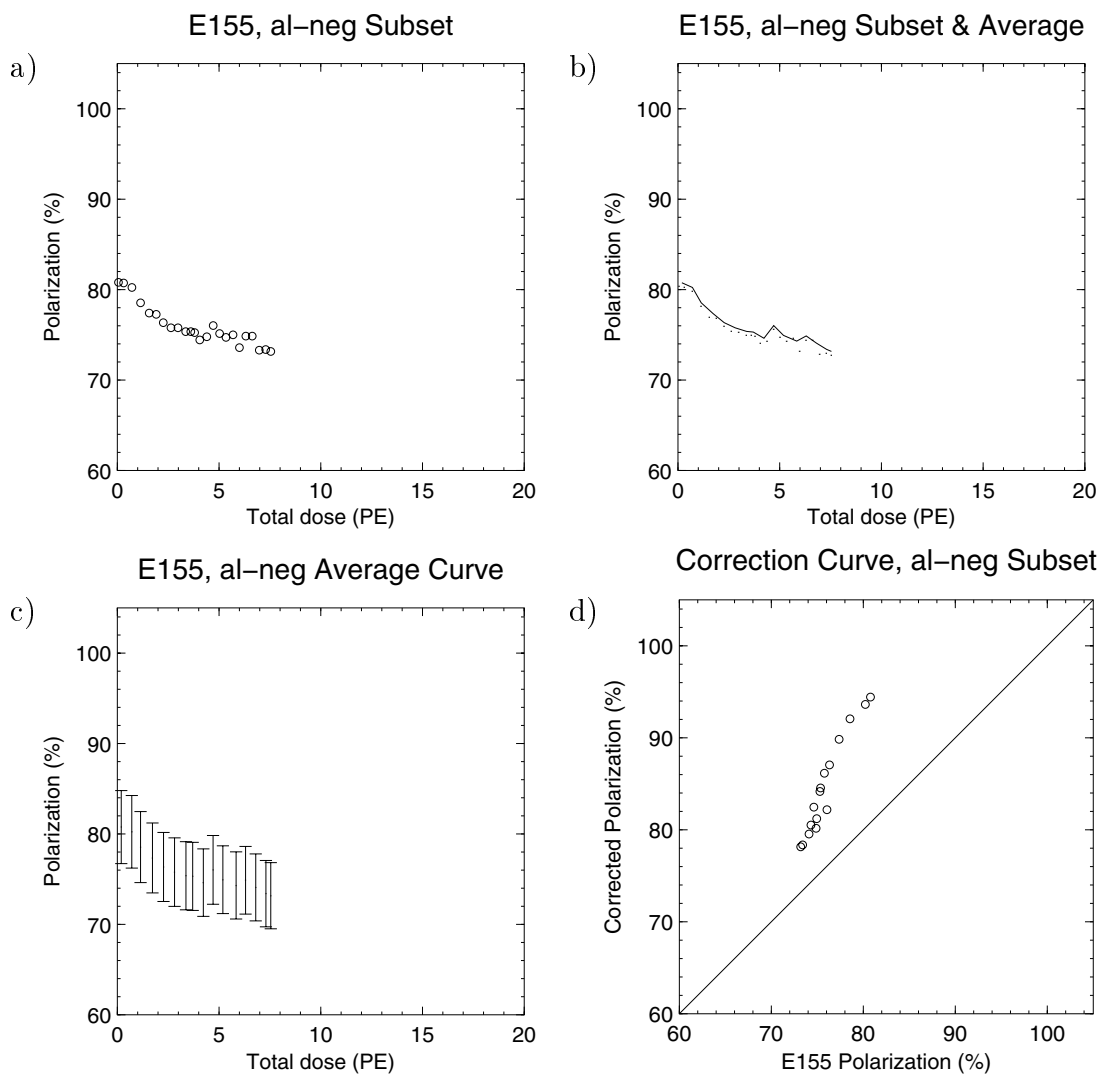 E155, al−neg Subset
a)
100
90
80
70
60
Polarization (%)
0 5 10 15 20
Total dose (PE)
E155, al−neg Subset & Average
b)
100
90
80
70
60
Polarization (%)
0 5 10 15 20
Total dose (PE)
E155, al−neg Average Curve
c)
100
90
80
70
60
Polarization (%)
0 5 10 15 20
Total dose (PE)
Correction Curve, al−neg Subset
d)
100
90
80
70
60
Corrected Polarization (%)
60 70 80 90 100
E155 Polarization (%)